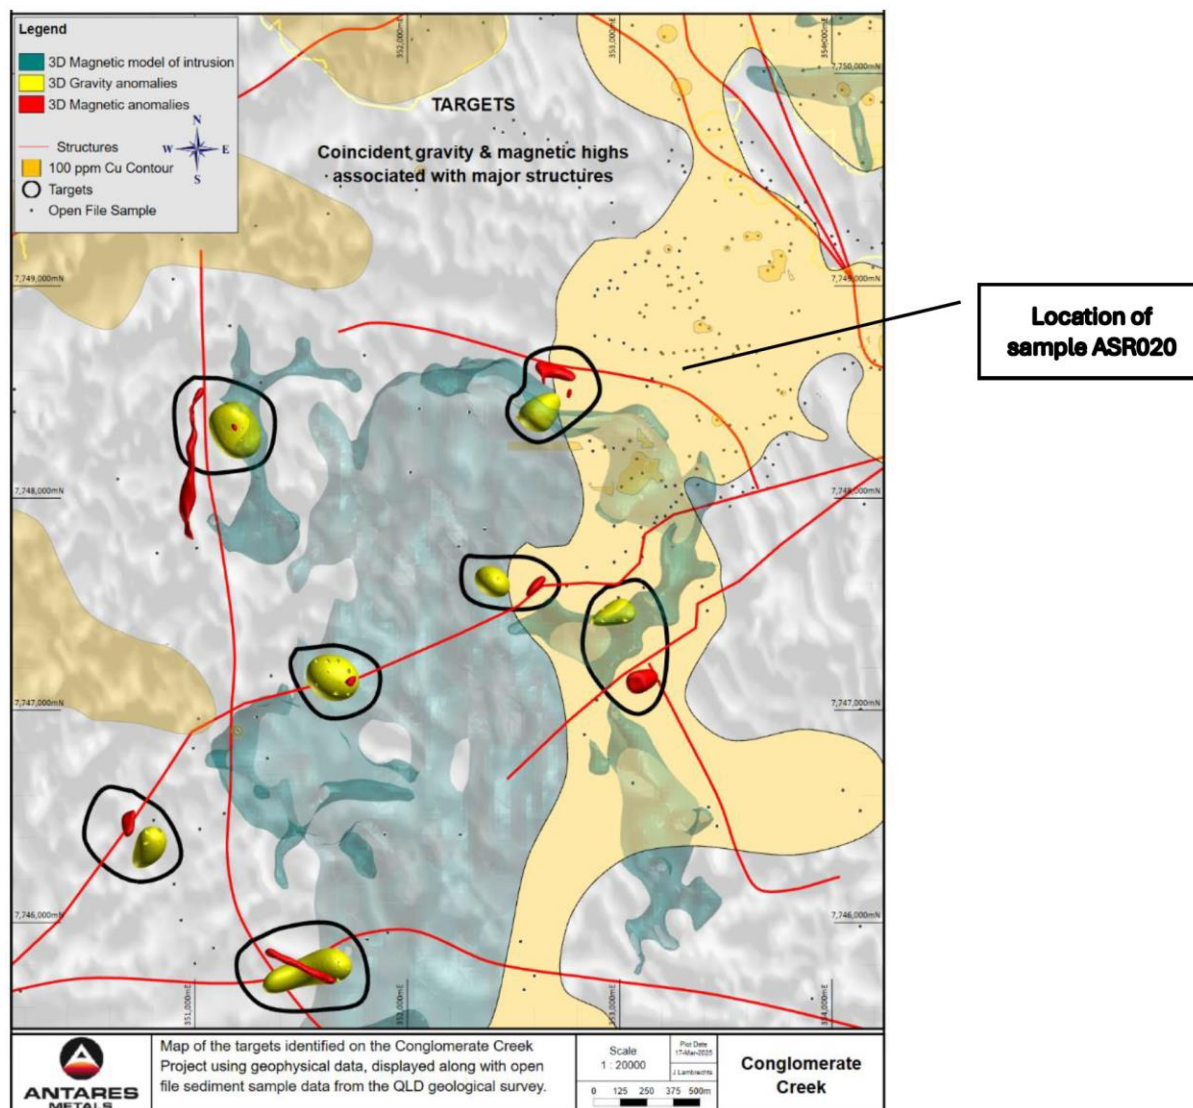 Legend
3D Magnetic model of intrusion
3D Gravity anomalies
3D Magnetic anomalies
Structures
100 ppm Cu Contour
Targets
Open File Sample
N
W
E
S
352,000mE
353,000mE
354,000mE
7,750,000mN
TARGETS
Coincident gravity & magnetic highs
associated with major structures
7,749,000mN
7,749,000mN
Location of
sample ASR020
7,748,000mN
7,748,000mN
7,747,000mN
7,747,000mN
7,746,000mN
7,746,000mN
351,000mE
352,000mE
353,000mE
354,000mE
ANTARES
METALS
Map of the targets identified on the Conglomerate Creek
Project using geophysical data, displayed along with open
file sediment sample data from the QLD geological survey.
Scale
1 : 20000
Plot Date
17-Mar-2025
J Lambrechts
0 125 250 375 500m
Conglomerate
Creek